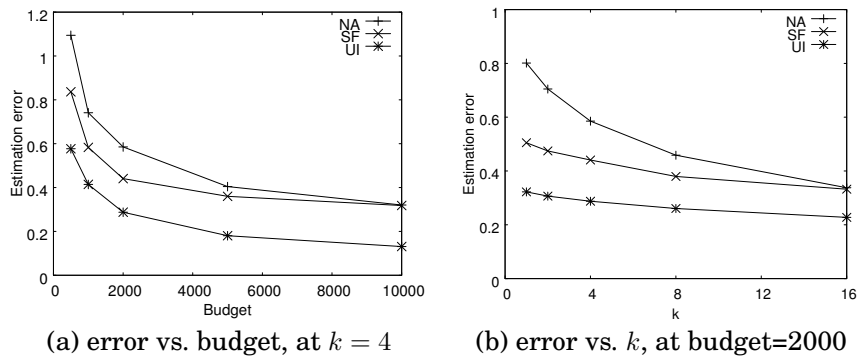 1.2
1
0.8
0.6
0.4
0.2
0
Estimation error
NA
SF
UI
0 2000 4000 6000 8000 10000
Budget
(a) error vs. budget, at k = 4
1
0.8
0.6
0.4
0.2
0
Estimation error
NA
SF
UI
0 4 8 12 16
k
(b) error vs. k, at budget=2000